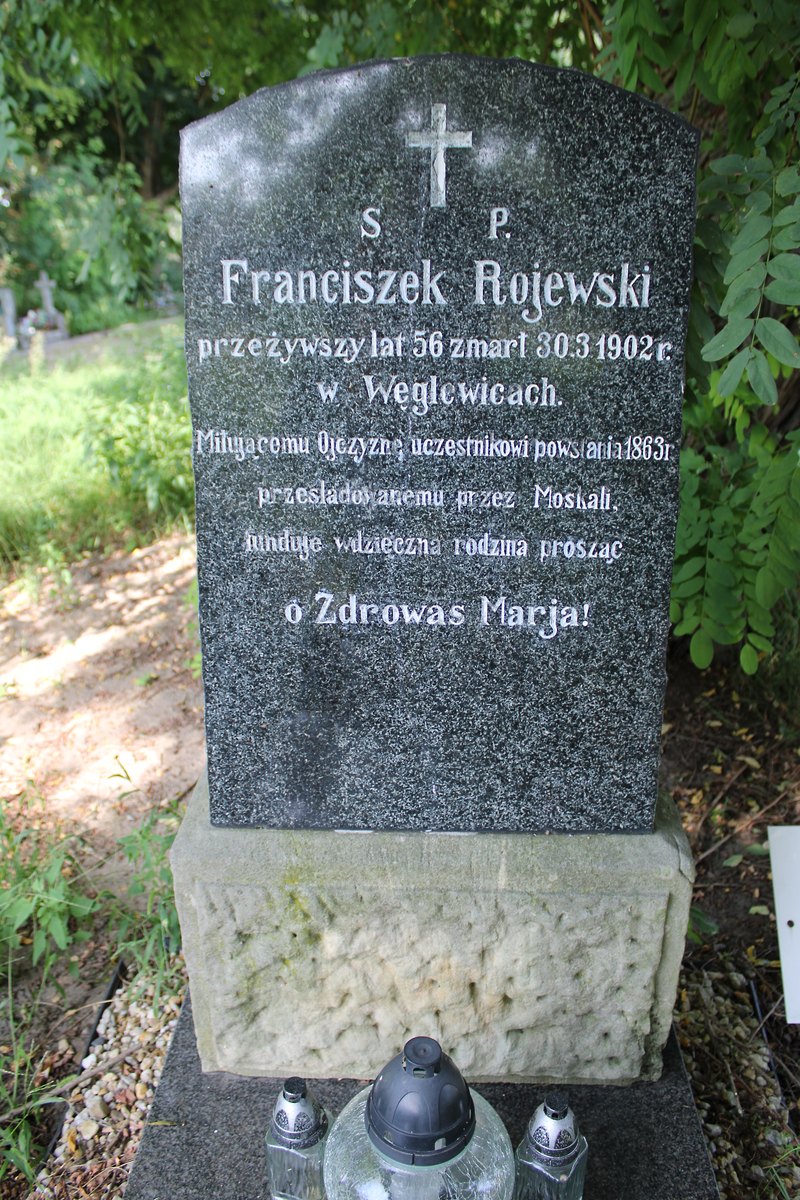 S P.
Franciszek Rojewski
przeżywszy lat 56 zmarł 30.3 1902 r.
w Węglewicach.
Miłującemu Ojczyznę uczestnikowi powstania 1863 r
prześladowanemu przez Moskali,
funduje wdzięczna rodzina prosząc
o Zdrowas Marja!